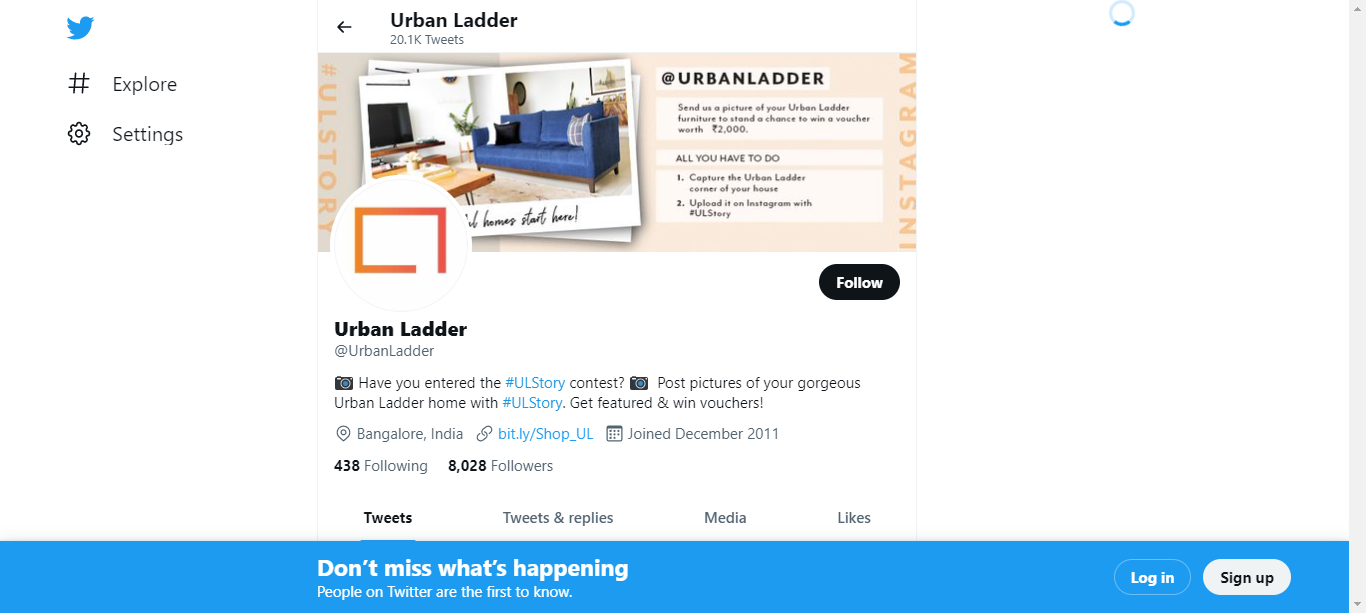 Urban Ladder
20.1K Tweets
Explore
Settings
#ULSTORY
@URBANLADDER
Send us a picture of your Urban Ladder
furniture to stand a chance to win a voucher
worth ₹2,000.
ALL YOU HAVE TO DO
1. Capture the Urban Ladder
corner of your house
2. Upload it on Instagram with
#ULStory
INSTAGRAM
homes start here!
Follow
Urban Ladder
@UrbanLadder
📷 Have you entered the #ULStory contest? 📷 Post pictures of your gorgeous
Urban Ladder home with #ULStory. Get featured & win vouchers!
Bangalore, India bit.ly/Shop_UL Joined December 2011
438 Following 8,028 Followers
Tweets Tweets & replies Media Likes
Don’t miss what’s happening
People on Twitter are the first to know.
Log in Sign up